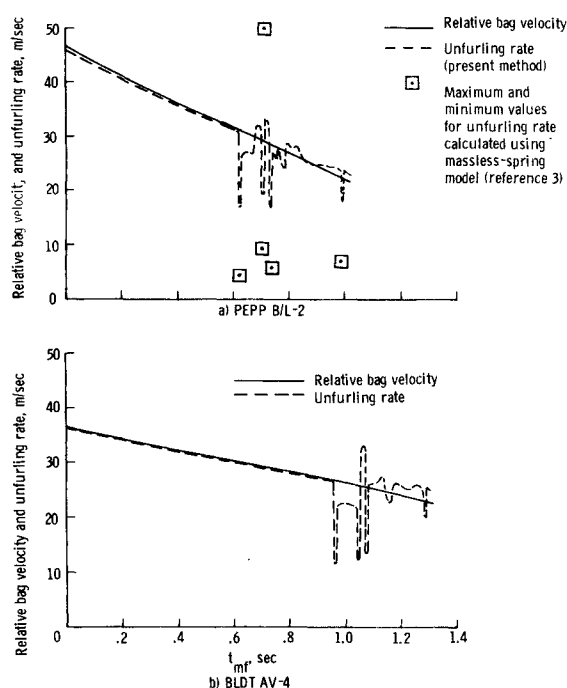 50
40
30
20
10
0
Relative bag velocit, and unfurling rate, m/sec
Relative bag velocity
Unfurling rate
(present method)
Maximum and
minimum values
for unfurling rate
calculated using
massless-spring
model (reference 3)
a) PEPP B/L-2
50
40
30
20
10
Relative bag velocity and unfurling rate, m/sec
Relative bag velocity
Unfurling rate
0 .2 .4 .6 .8 1.0 1.2 1.4
tmf, sec
b) BLDT AV-4